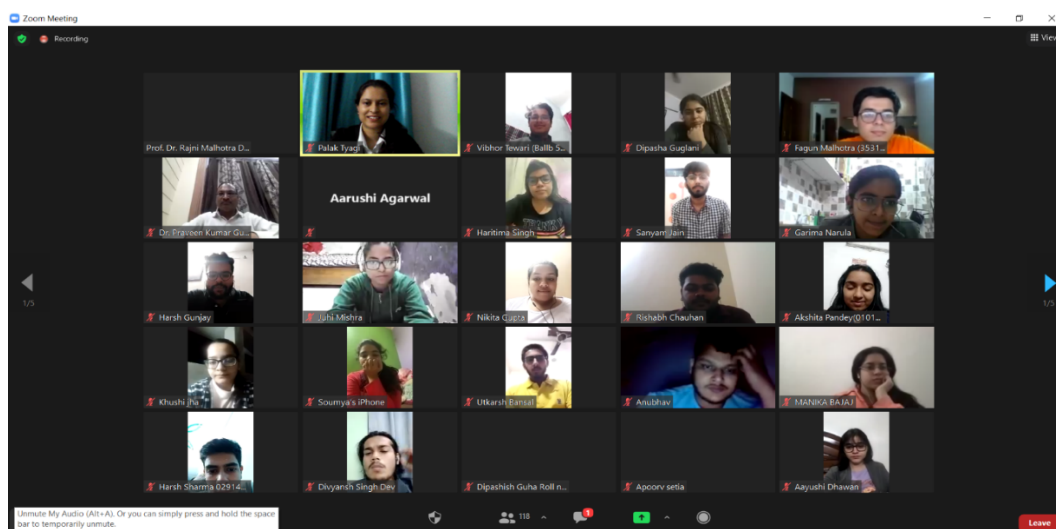 Zoom Meeting
Recording
View
Prof. Dr. Rajni Malhotra D...
Palak Tyagi
Vibhor Tewari (Ballb 5...
Dipasha Guglani
Fagun Malhotra (3531...
Dr. Praveen Kumar Gu...
Aarushi Agarwal
Haritima Singh
Sanyam Jain
Garima Narula
1/5
1/5
Harsh Gunjay
Jahi Mishra
Nikita Gupta
Rishabh Chauhan
Akshita Pandey(0101...
Khushi jha
Soumya's iPhone
Utkarsh Bansal
Anubhav
MANIKA BAJAJ
Harsh Sharma 02914...
Divyansh Singh Dev
Dipashish Guha Roll n...
Apoorv setia
Aayushi Dhawan
Unmute My Audio (Alt+A). Or you can simply press and hold the space
bar to temporarily unmute.
118
1
Leave